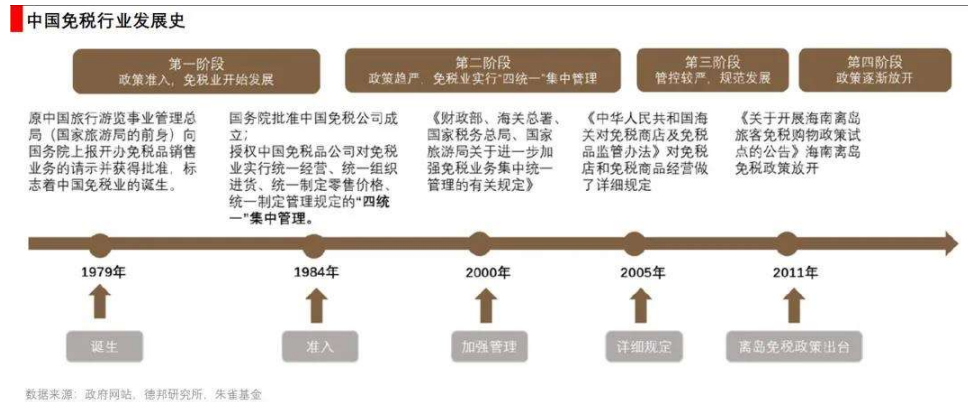 中国免税行业发展史
第一阶段
政策准入，免税业开始发展
第二阶段
政策趋严，免税业实行“四统一”集中管理
第三阶段
管控较严，规范发展
第四阶段
政策逐渐放开
原中国旅行游览事业管理总
局（国家旅游局的前身）向
国务院上报开办免税品销售
业务的请示并获得批准，标
志着中国免税业的诞生。
国务院批准中国免税公司成
立；
授权中国免税品公司对免税
业实行统一经营、统一组织
进货、统一制定零售价格、
统一制定管理规定的“四统
一”集中管理。
《财政部、海关总署、
国家税务总局、国家
旅游局关于进一步加
强免税业务集中统一
管理的有关规定》
《中华人民共和国海
关对免税商店及免税
品监管办法》对免税
店和免税商品经营做
了详细规定
《关于开展海南离岛
旅客免税购物政策试
点的公告》海南离岛
免税政策放开
1979年
1984年
2000年
2005年
2011年
诞生
准入
加强管理
详细规定
离岛免税政策出台
数据来源：政府网站，德邦研究所，朱雀基金